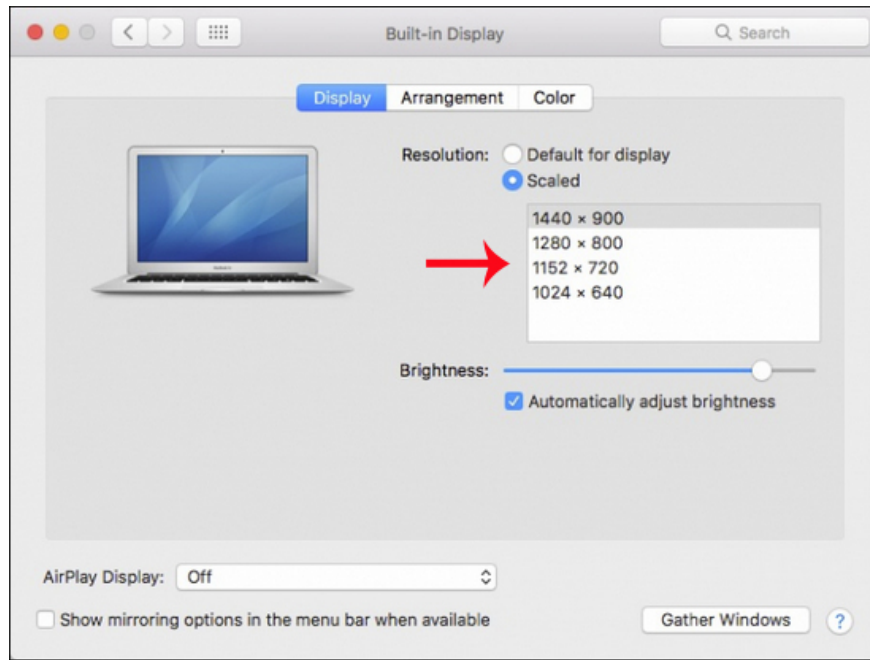 Built-in Display
Search
Display Arrangement Color
Resolution: Default for display
Scaled
1440 × 900
1280 × 800
1152 × 720
1024 × 640
Brightness:
Automatically adjust brightness
AirPlay Display: Off
Show mirroring options in the menu bar when available
Gather Windows ?